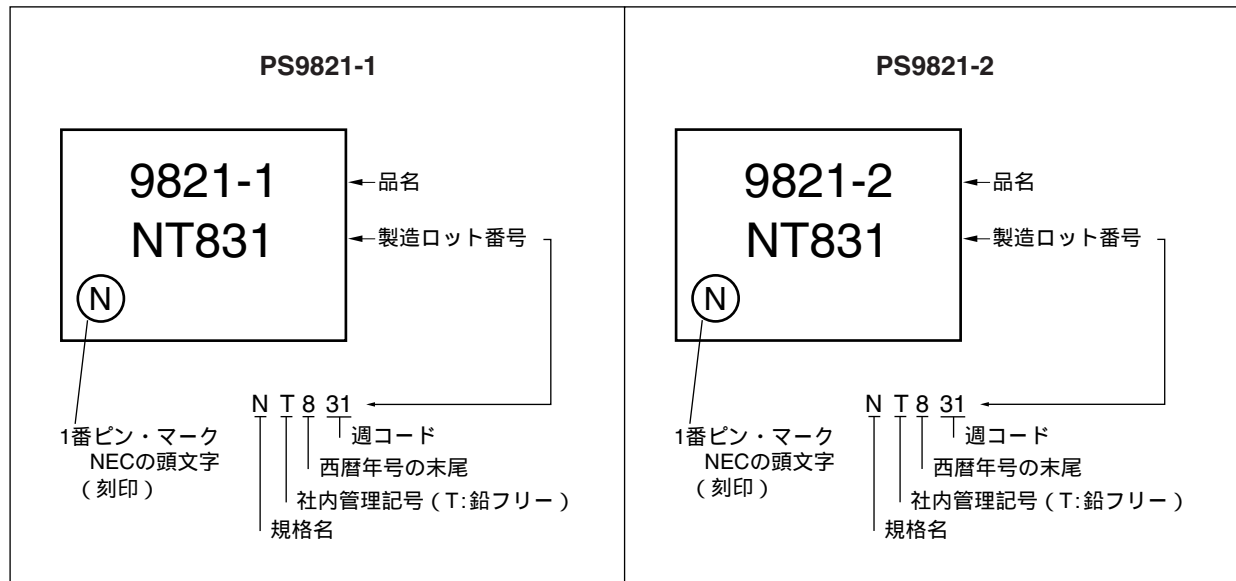 PS9821-1
9821-1
品名
NT831
製造ロット番号
N
N T 8 31
1番ピン・マーク
NECの頭文字
（刻印）
週コード
西暦年号の末尾
社内管理記号（T:鉛フリー）
規格名
PS9821-2
9821-2
品名
NT831
製造ロット番号
N
N T 8 31
1番ピン・マーク
NECの頭文字
（刻印）
週コード
西暦年号の末尾
社内管理記号（T:鉛フリー）
規格名